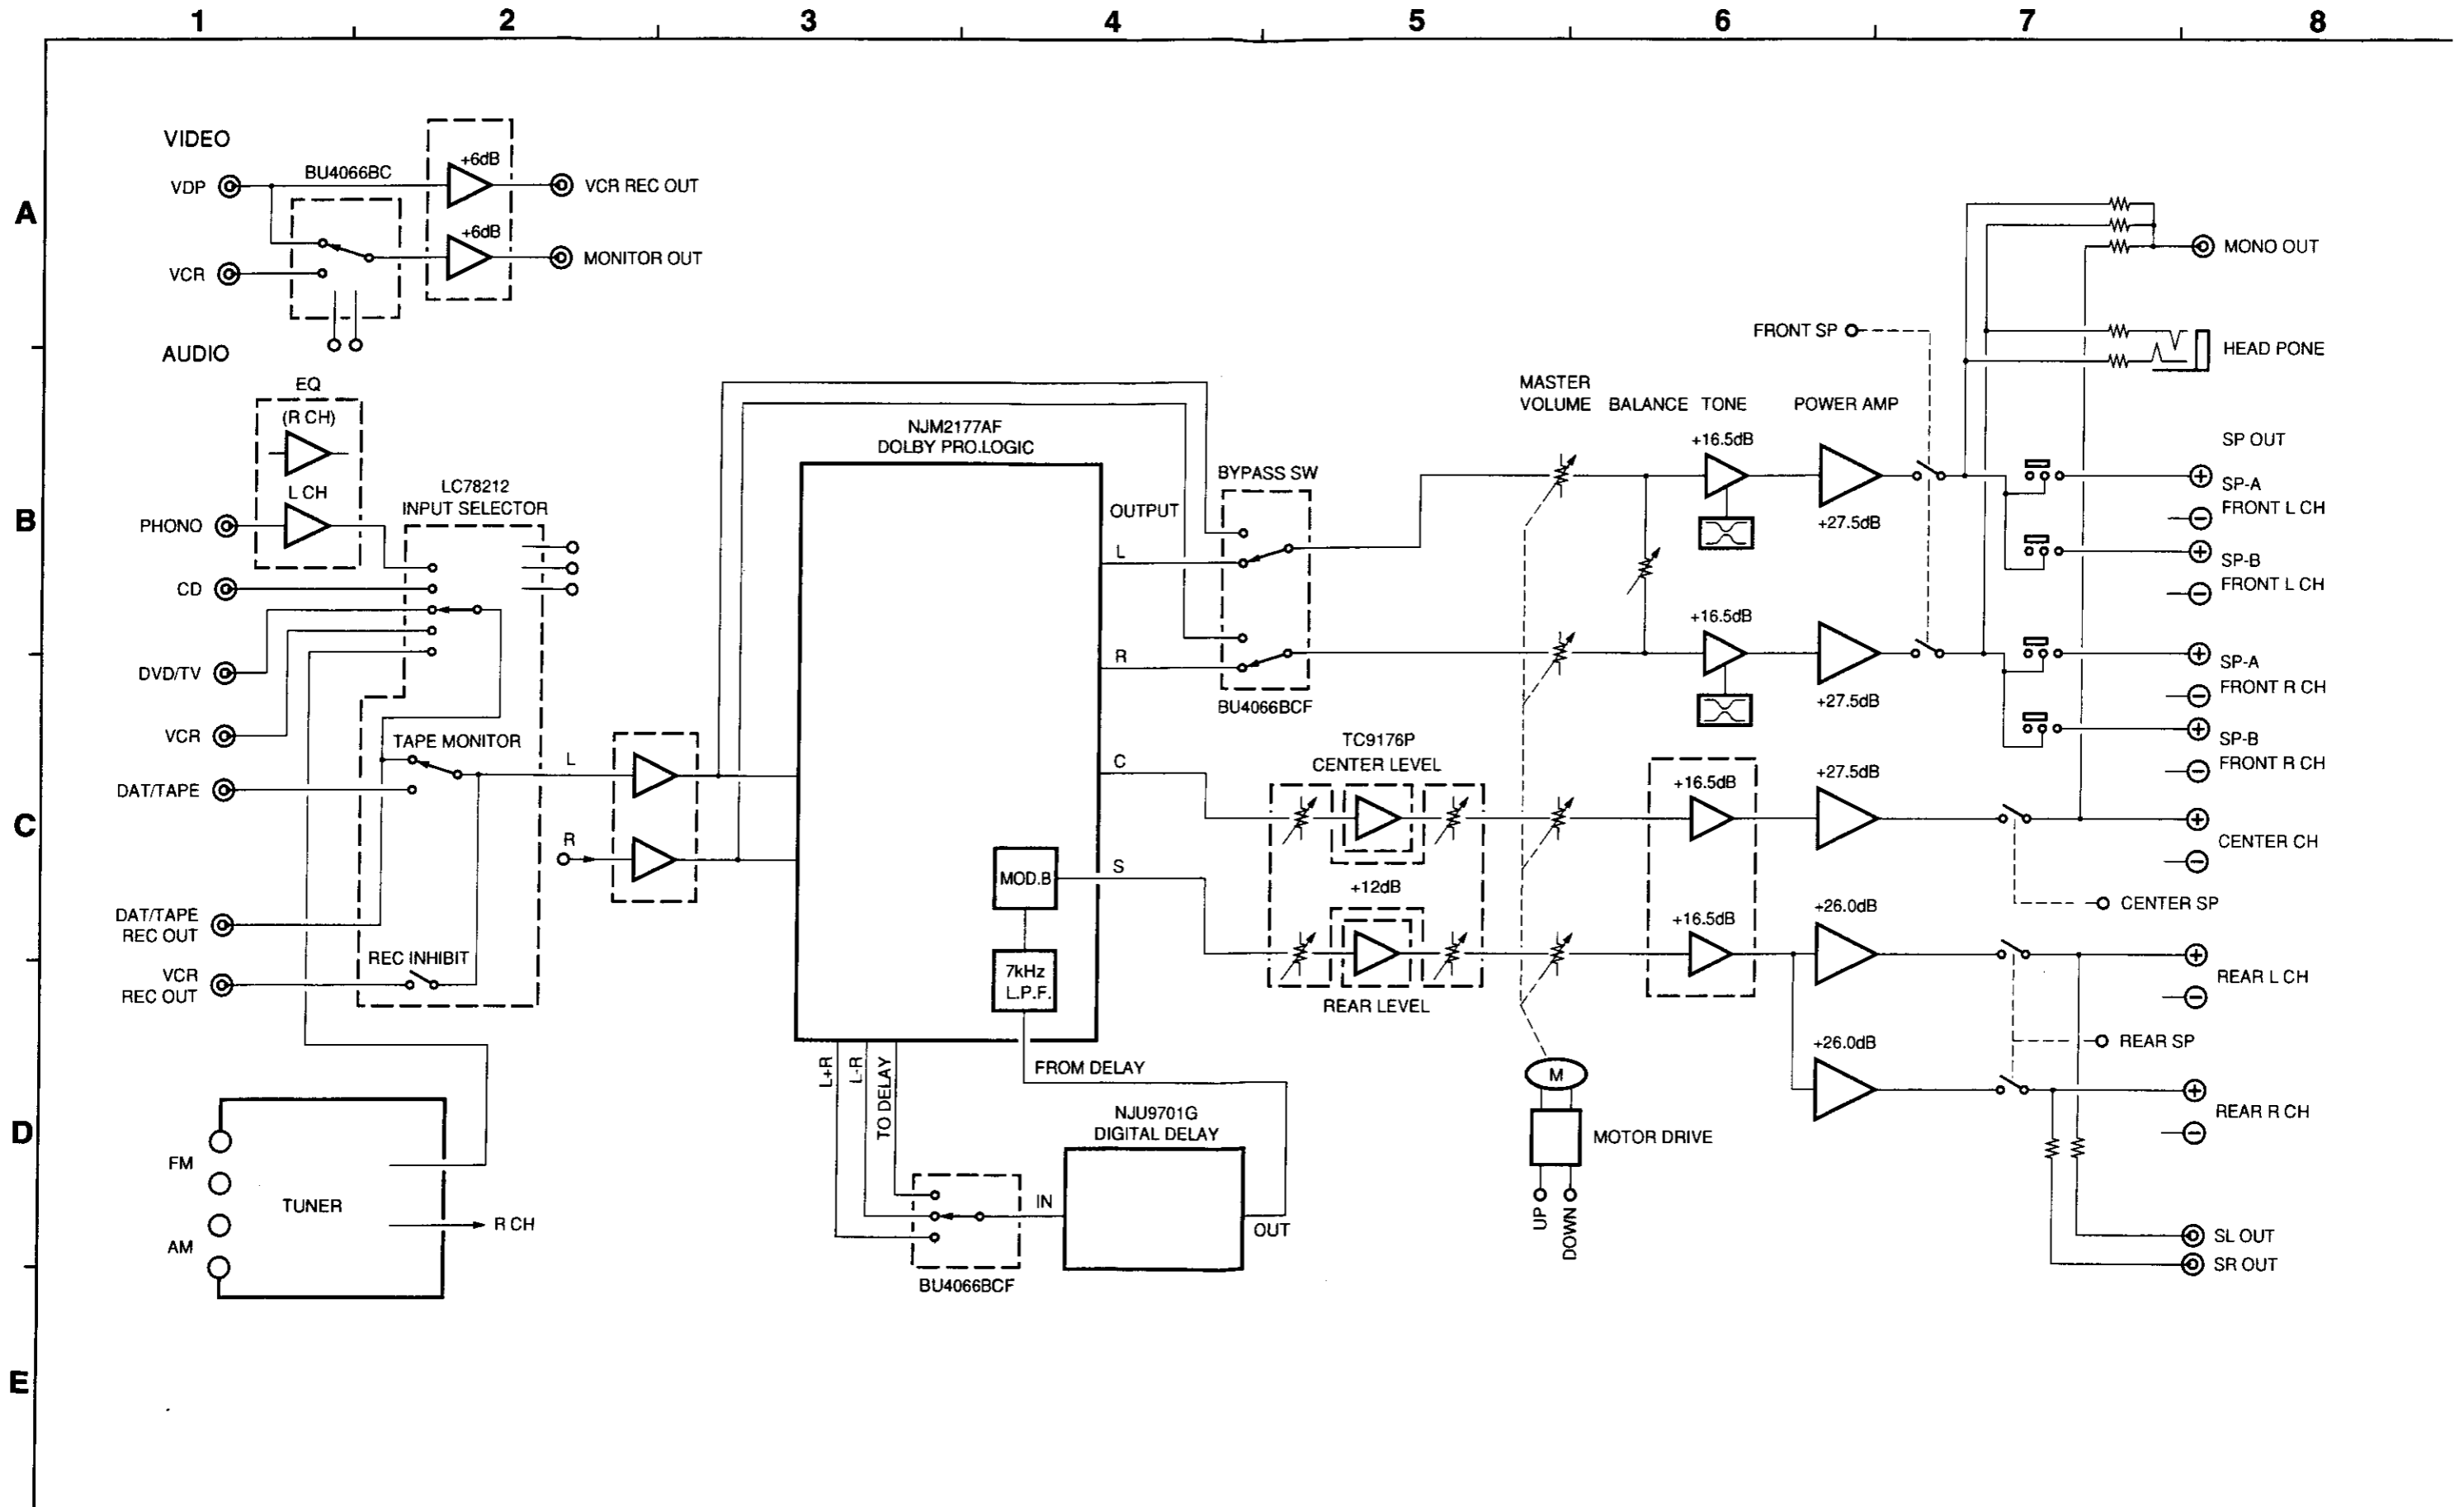 1 2 3 4 5 6 7 8
A
B
C
D
E
VIDEO
VDP
BU4066BC
+6dB
VCR REC OUT
+6dB
MONITOR OUT
VCR
AUDIO
EQ
(R CH)
L CH
PHONO
LC78212
INPUT SELECTOR
CD
DVD/TV
VCR
TAPE MONITOR
DAT/TAPE
L
R
DAT/TAPE
REC OUT
REC INHIBIT
VCR
REC OUT
FM
AM
TUNER
R CH
NJM2177AF
DOLBY PRO.LOGIC
OUTPUT
L
R
C
S
MOD.B
7kHz
L.P.F.
L+R
L-R
TO DELAY
FROM DELAY
NJU9701G
DIGITAL DELAY
IN
OUT
BU4066BCF
BYPASS SW
BU4066BCF
TC9176P
CENTER LEVEL
+12dB
REAR LEVEL
MASTER
VOLUME
BALANCE
TONE
POWER AMP
+16.5dB
+27.5dB
+16.5dB
+27.5dB
+16.5dB
+27.5dB
+16.5dB
+26.0dB
+26.0dB
M
MOTOR DRIVE
UP
DOWN
FRONT SP
MONO OUT
HEAD PONE
SP OUT
SP-A
FRONT L CH
SP-B
FRONT L CH
SP-A
FRONT R CH
SP-B
FRONT R CH
CENTER CH
CENTER SP
REAR L CH
REAR SP
REAR R CH
SL OUT
SR OUT